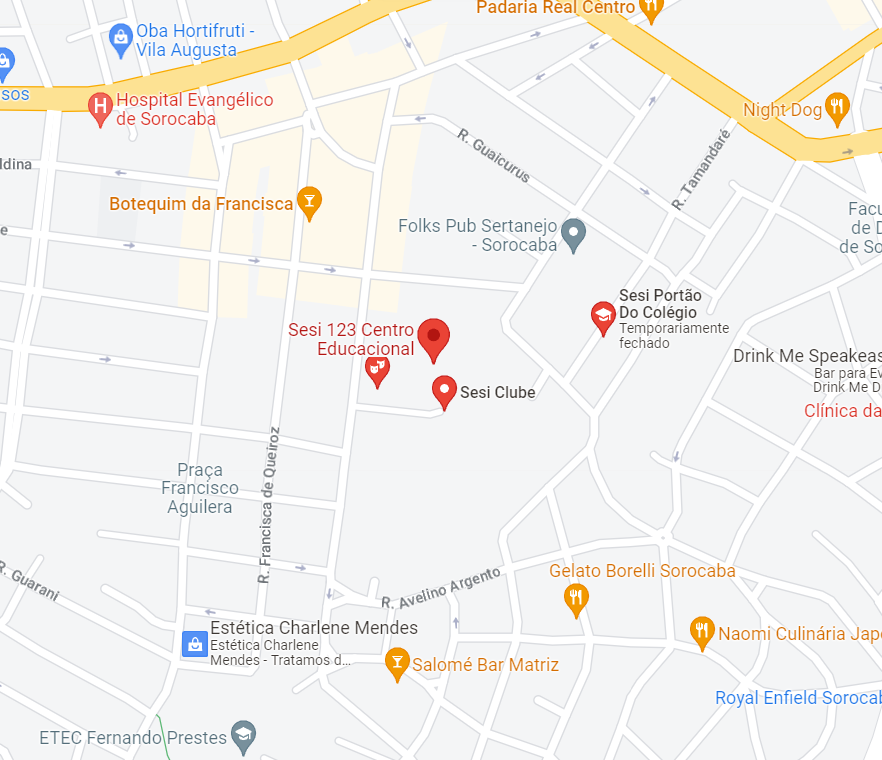 Padaria Real Centro
Oba Hortifruti -
Vila Augusta
sos
Hospital Evangélico
de Sorocaba
Night Dog
R. Guaicurus
R. Tamandaré
ldina
Botequim da Francisca
Folks Pub Sertanejo
- Sorocaba
Facu
de D
de So
e
Sesi Portão
Do Colégio
Temporariamente
fechado
Sesi 123 Centro
Educacional
Drink Me Speakeas
Bar para Ev
Drink Me D
Sesi Clube
Clínica da
Praça
Francisco
Aguilera
R. Francisca de Queiroz
R. Guarani
R. Avelino Argento
Gelato Borelli Sorocaba
Estética Charlene Mendes
Estética Charlene
Mendes - Tratamos d...
Naomi Culinária Japo
Salomé Bar Matriz
Royal Enfield Sorocab
ETEC Fernando Prestes